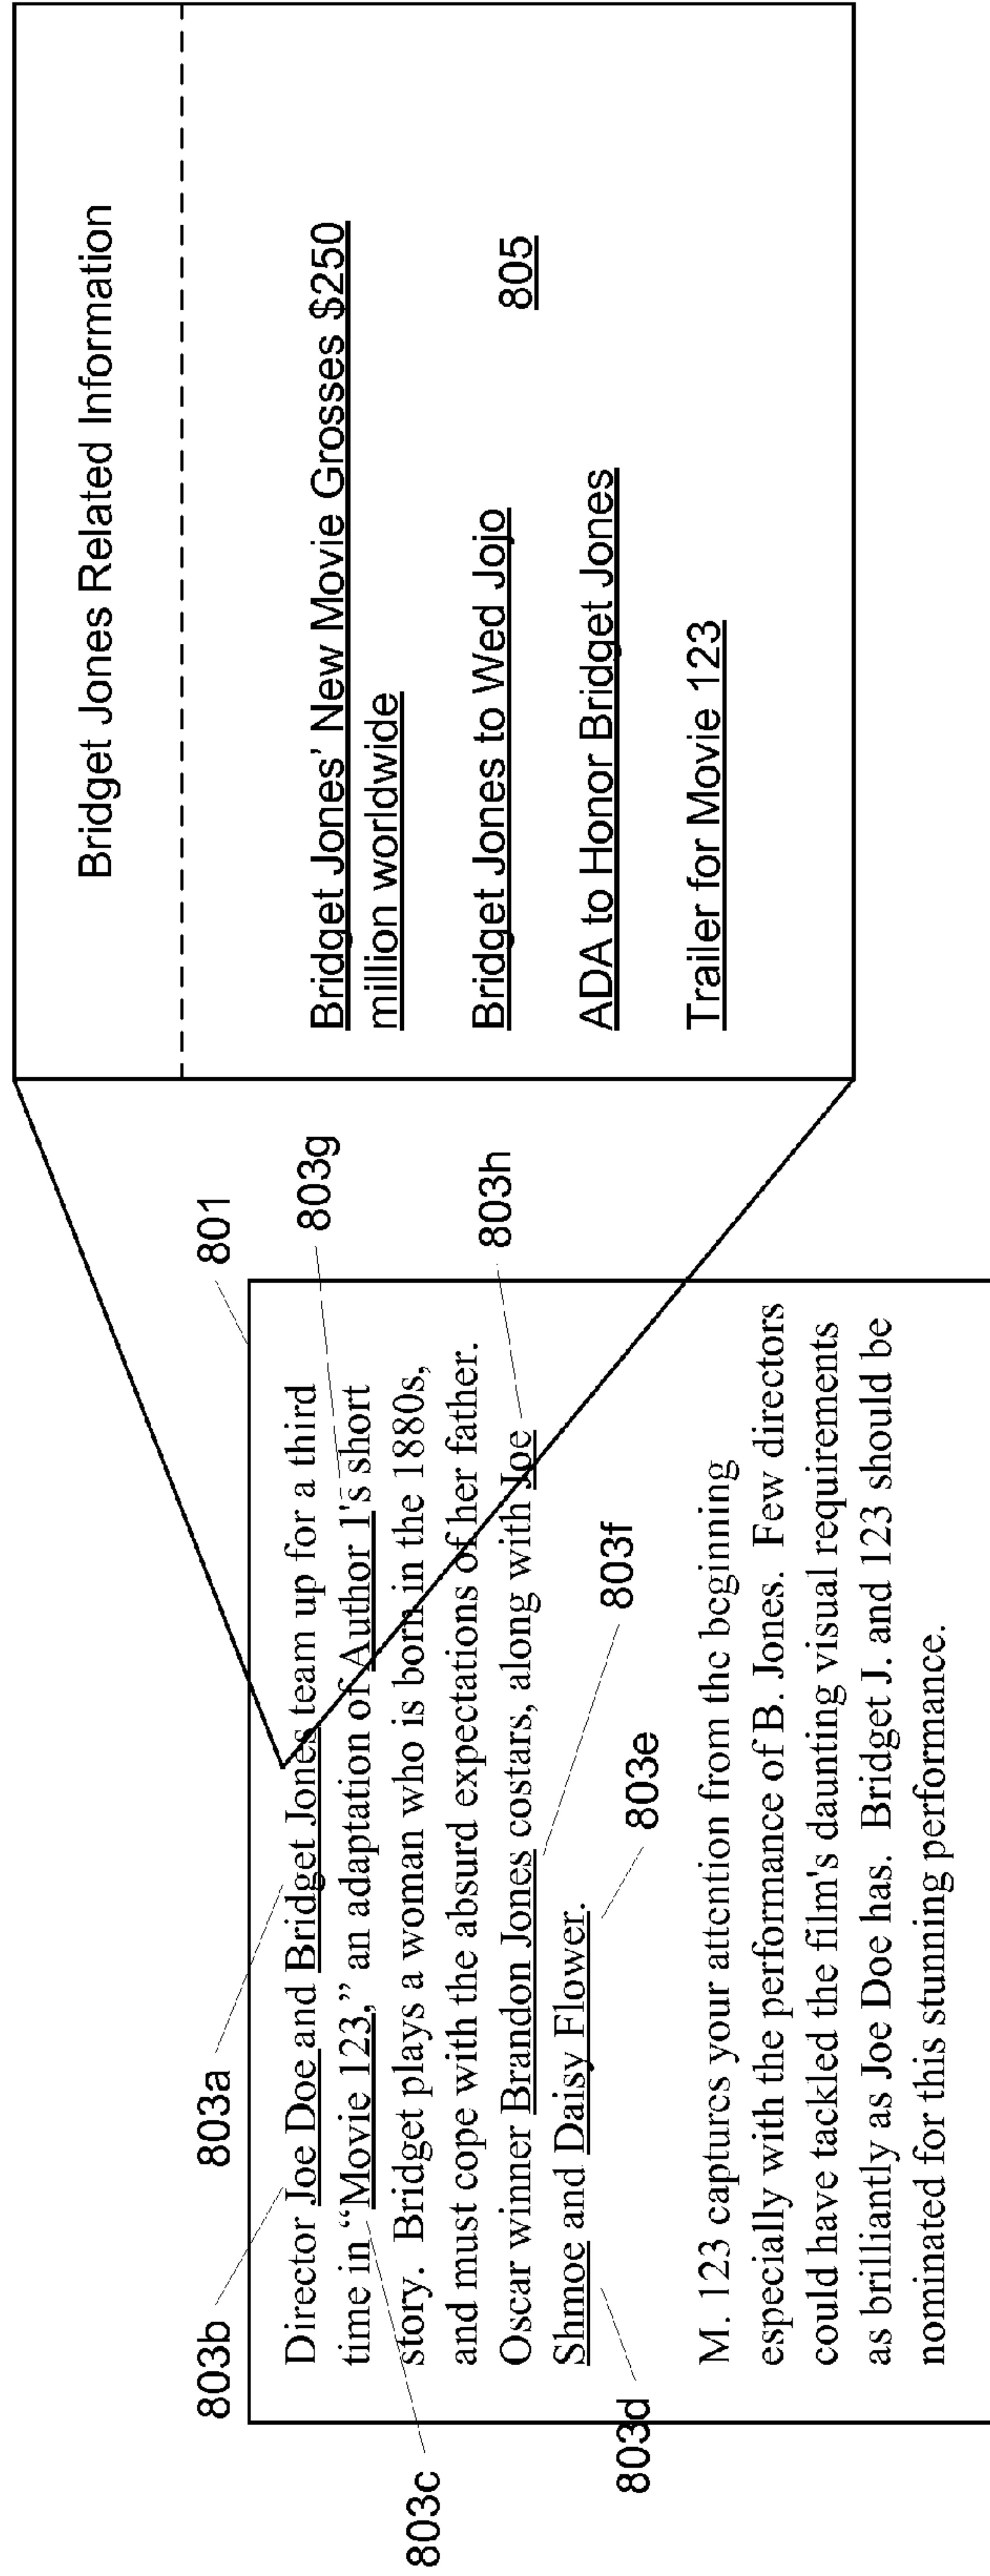 803b
803a
801
803g
803c
803h
803f
803e
803d
Director Joe Doe and Bridget Jones team up for a third
time in “Movie 123,” an adaptation of Author 1's short
story. Bridget plays a woman who is born in the 1880s,
and must cope with the absurd expectations of her father.
Oscar winner Brandon Jones costars, along with Joe
Shmoe and Daisy Flower.
M. 123 captures your attention from the beginning
especially with the performance of B. Jones. Few directors
could have tackled the film's daunting visual requirements
as brilliantly as Joe Doe has. Bridget J. and 123 should be
nominated for this stunning performance.
Bridget Jones Related Information
Bridget Jones’ New Movie Grosses $250
million worldwide
Bridget Jones to Wed Jojo
805
ADA to Honor Bridget Jones
Trailer for Movie 123